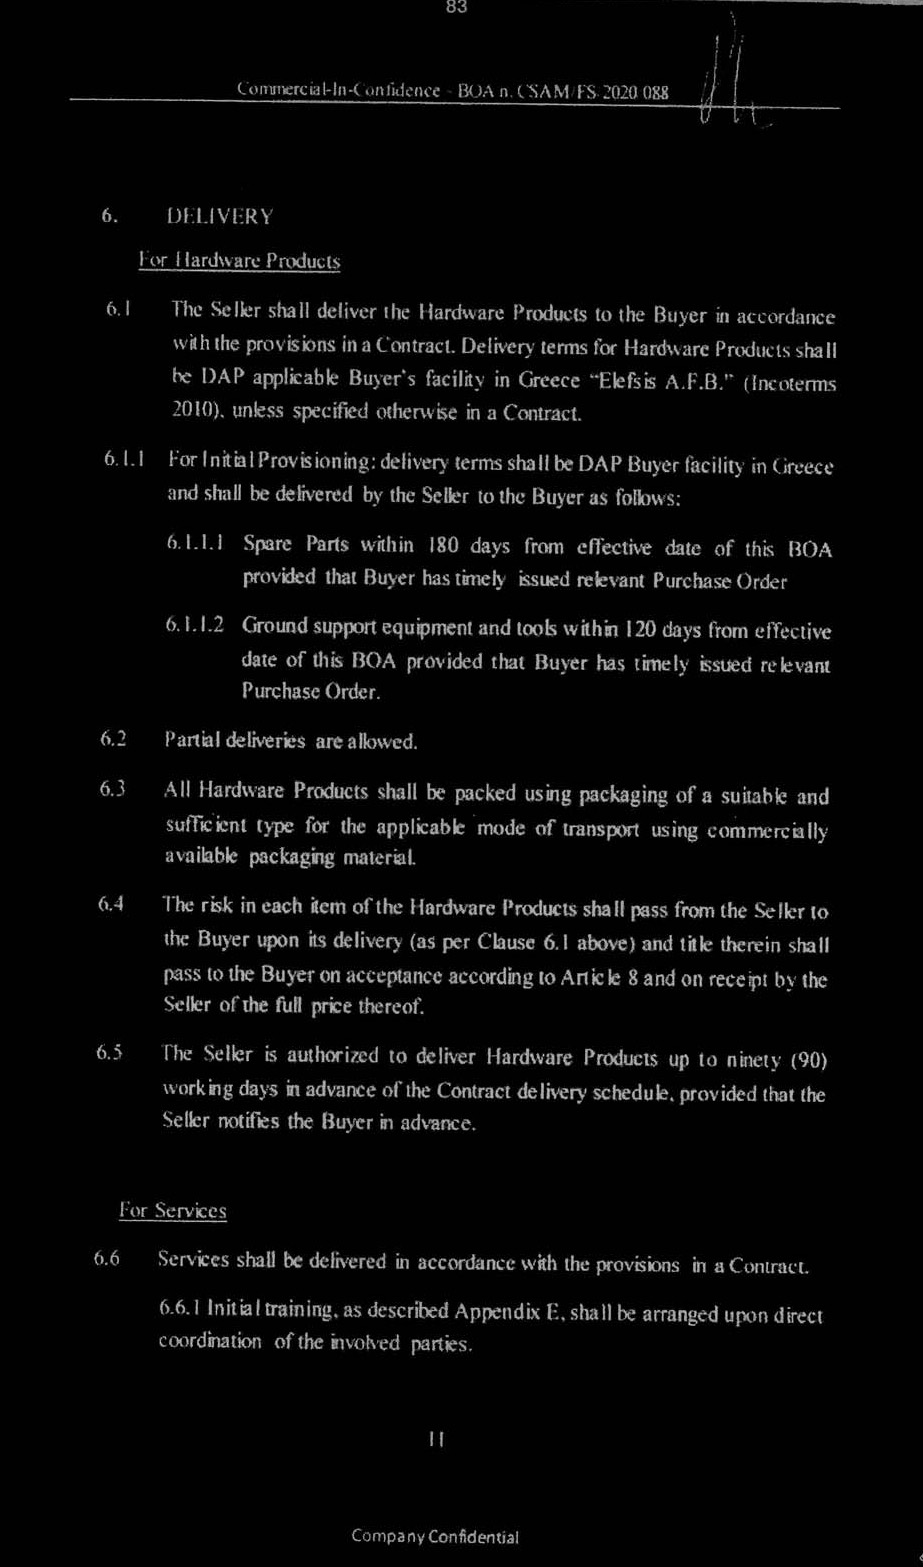 83
Commercial-In-Confidence - BOA n. CSAM/FS-2020 088
6. DELIVERY
For Hardware Products
6.1 The Seller shall deliver the Hardware Products to the Buyer in accordance
with the provisions in a Contract. Delivery terms for Hardware Products shall
be DAP applicable Buyer's facility in Greece "Elefsis A.F.B." (Incoterms
2010), unless specified otherwise in a Contract.
6.1.1 For Initial Provisioning: delivery terms shall be DAP Buyer facility in Greece
and shall be delivered by the Seller to the Buyer as follows:
6.1.1.1 Spare Parts within 180 days from effective date of this BOA
provided that Buyer has timely issued relevant Purchase Order
6.1.1.2 Ground support equipment and tools within 120 days from effective
date of this BOA provided that Buyer has timely issued relevant
Purchase Order.
6.2 Partial deliveries are allowed.
6.3 All Hardware Products shall be packed using packaging of a suitable and
sufficient type for the applicable mode of transport using commercially
available packaging material.
6.4 The risk in each item of the Hardware Products shall pass from the Seller to
the Buyer upon its delivery (as per Clause 6.1 above) and title therein shall
pass to the Buyer on acceptance according to Article 8 and on receipt by the
Seller of the full price thereof.
6.5 The Seller is authorized to deliver Hardware Products up to ninety (90)
working days in advance of the Contract delivery schedule, provided that the
Seller notifies the Buyer in advance.
For Services
6.6 Services shall be delivered in accordance with the provisions in a Contract.
6.6.1 Initial training, as described Appendix E, shall be arranged upon direct
coordination of the involved parties.
11
Company Confidential